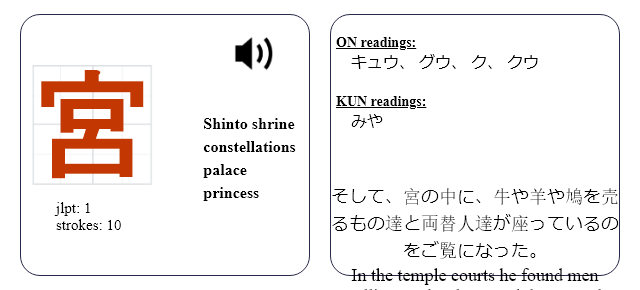 宮
Shinto shrine
constellations
palace
princess
jlpt: 1
strokes: 10
ON readings:
キュウ、 グウ、 ク、 クウ
KUN readings:
みや
そして、宮の中に、牛や羊や鳩を売
るもの達と両替人達が座っているの
をご覧になった。
In the temple courts he found men